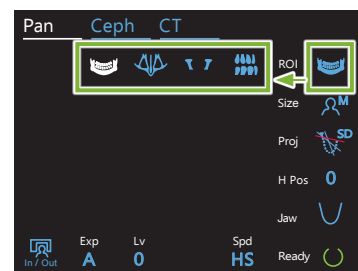 Pan Ceph CT
ROI
Size M
Proj SD
H Pos 0
Jaw
Exp Lv Spd
In / Out A 0 HS Ready